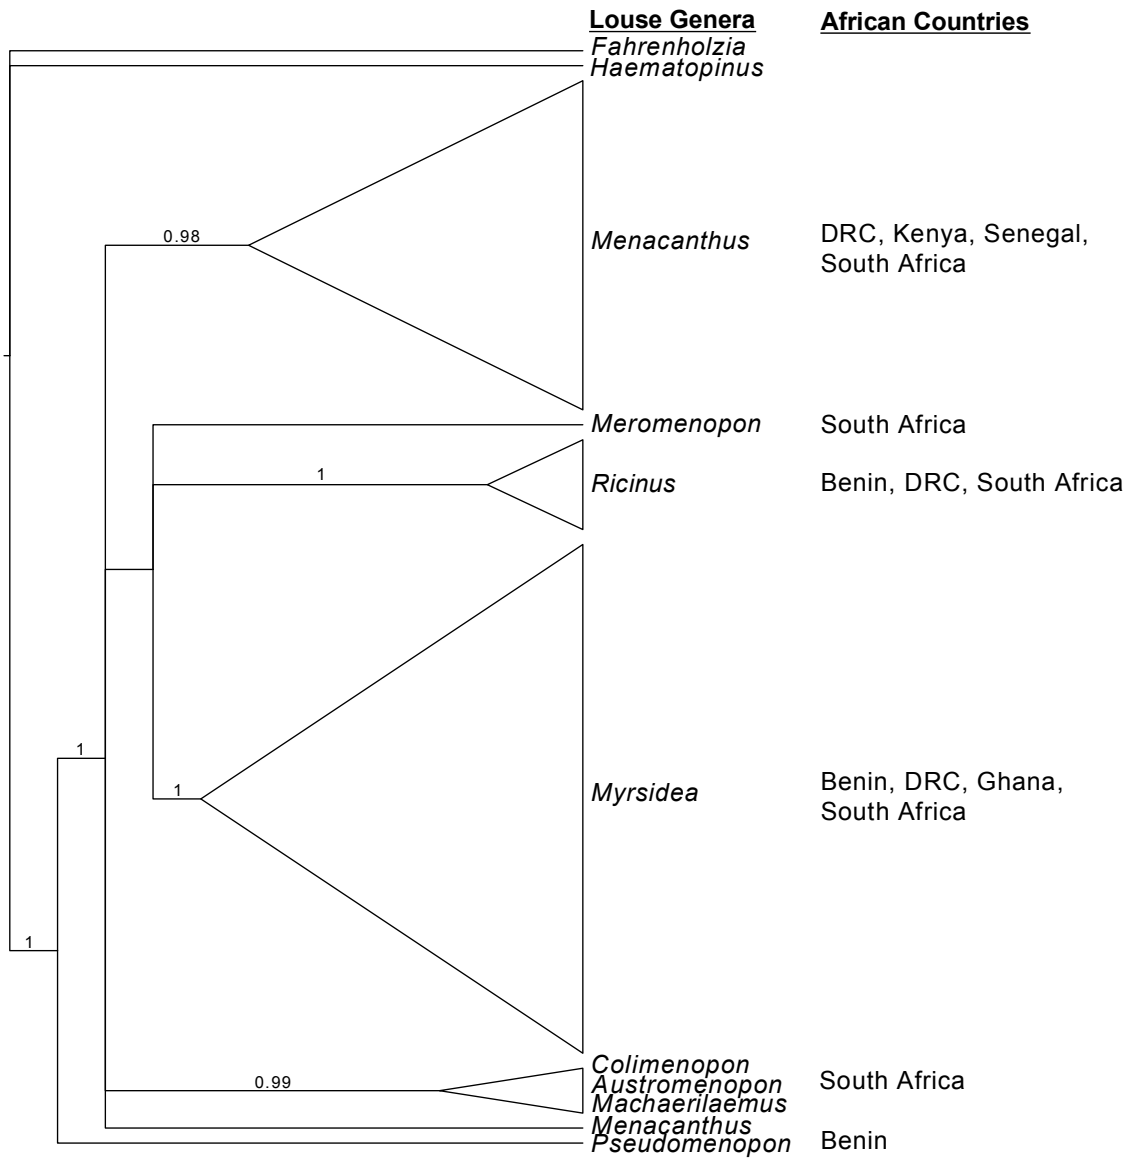 Louse Genera African Countries
Fahrenholzia
Haematopinus
0.98
Menacanthus DRC, Kenya, Senegal,
South Africa
Meromenopon South Africa
1
Ricinus Benin, DRC, South Africa
1
1
Myrsidea Benin, DRC, Ghana,
South Africa
1
Colimenopon
0.99
Austromenopon South Africa
Machaerilaemus
Menacanthus
Pseudomenopon Benin